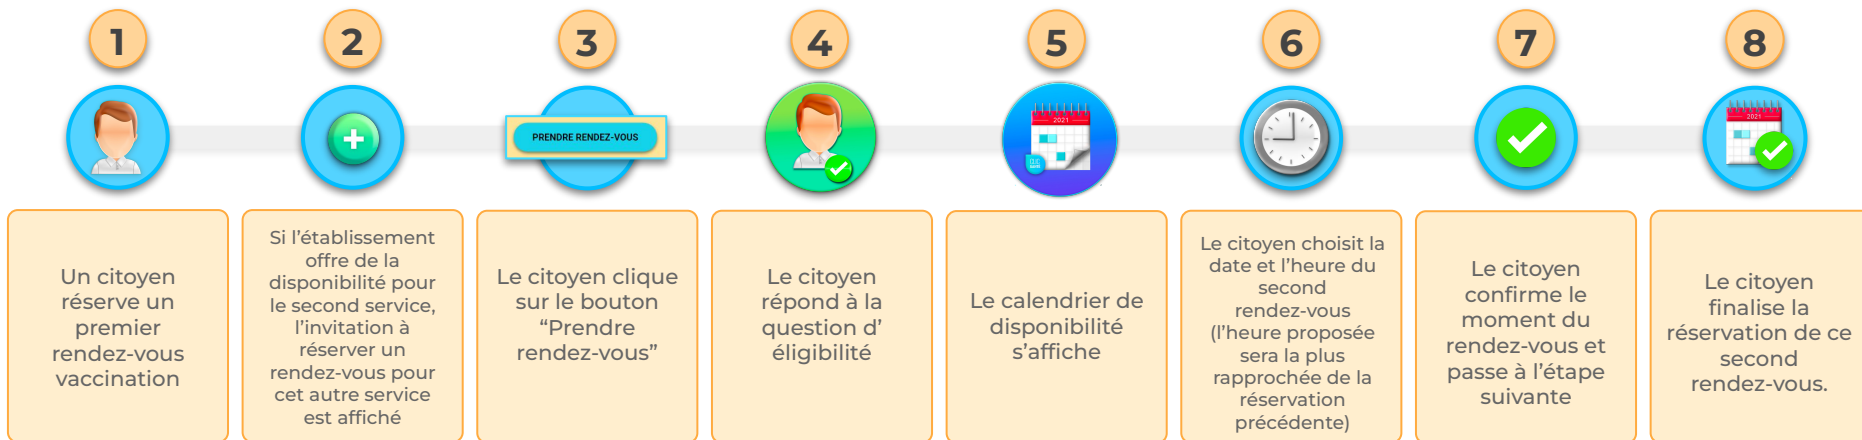 1
2
3
4
5
6
7
8
PRENDRE RENDEZ-VOUS
2021
2021
Un citoyen
réserve un
premier
rendez-vous
vaccination
Si l'établissement
offre de la
disponibilité pour
le second service,
l'invitation à
réserver un
rendez-vous pour
cet autre service
est affiché
Le citoyen clique
sur le bouton
“Prendre
rendez-vous”
Le citoyen
répond à la
question d'
éligibilité
Le calendrier de
disponibilité
s'affiche
Le citoyen choisit la
date et l'heure du
second
rendez-vous
(l'heure proposée
sera la plus
rapprochée de la
réservation
précédente)
Le citoyen
confirme le
moment du
rendez-vous et
passe à l'étape
suivante
Le citoyen
finalise la
réservation de ce
second
rendez-vous.